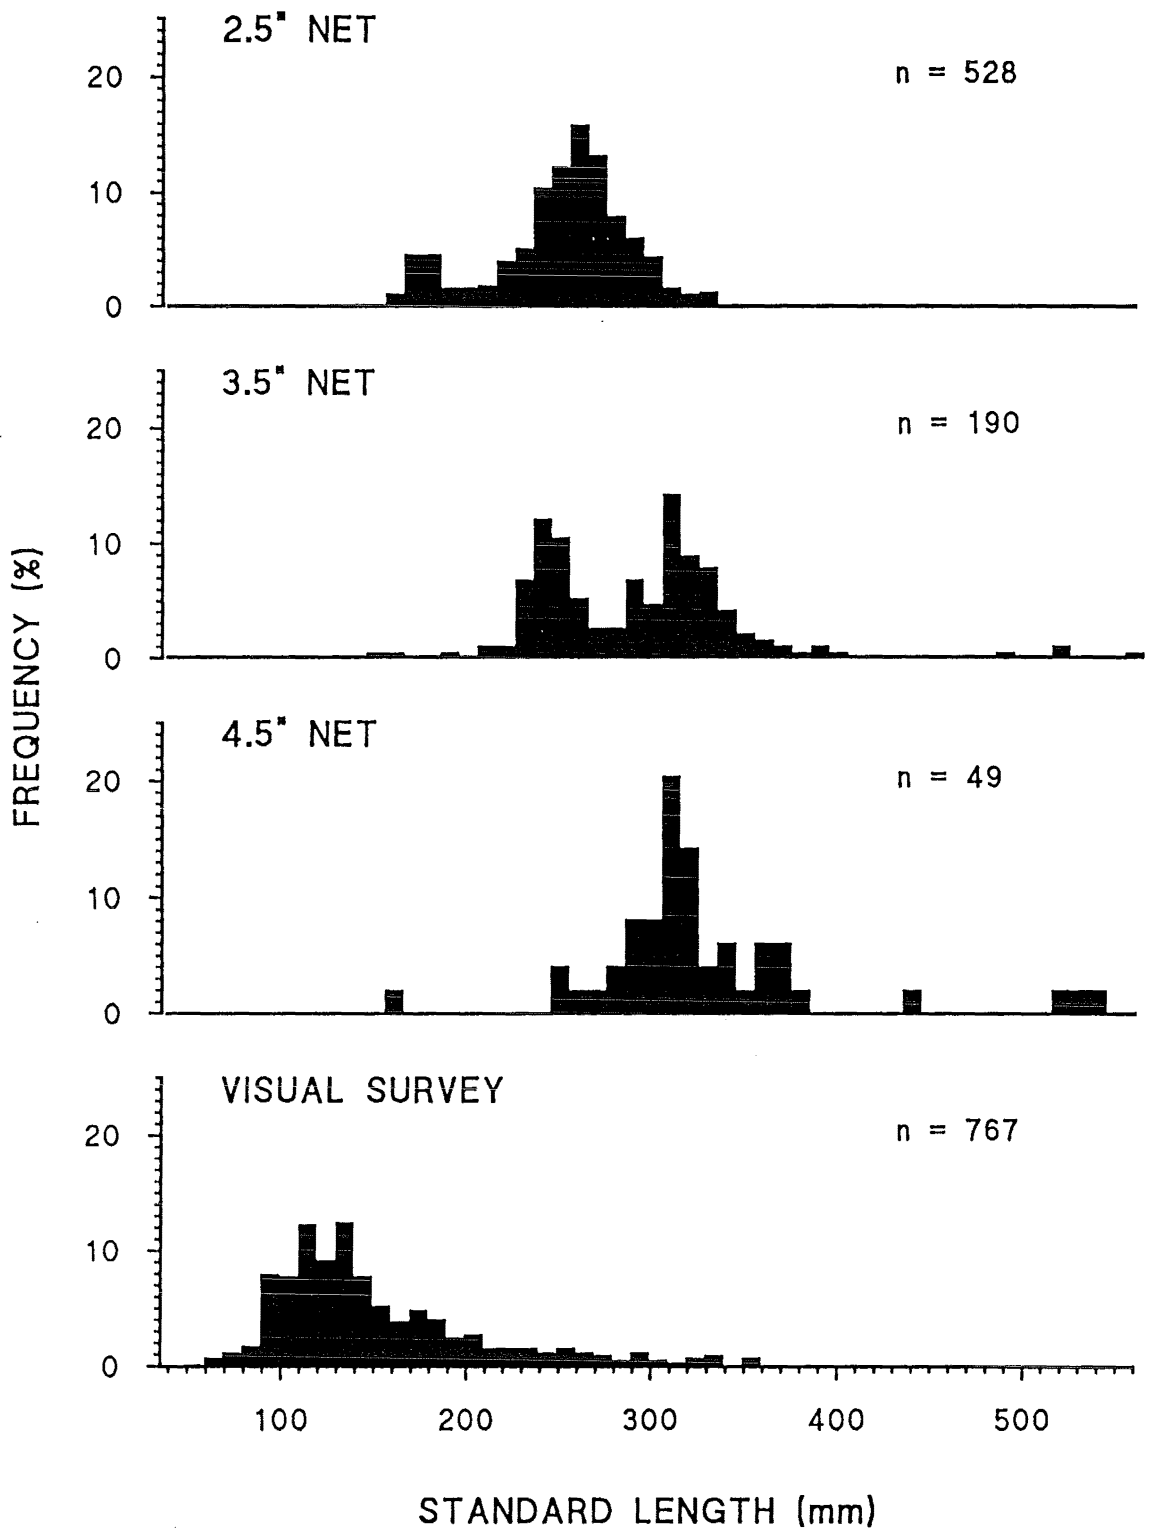 2.5" NET
n = 528
20
10
0
3.5" NET
n = 190
20
10
0
4.5" NET
n = 49
20
10
0
VISUAL SURVEY
n = 767
20
10
0
100 200 300 400 500
FREQUENCY (%)
STANDARD LENGTH (mm)